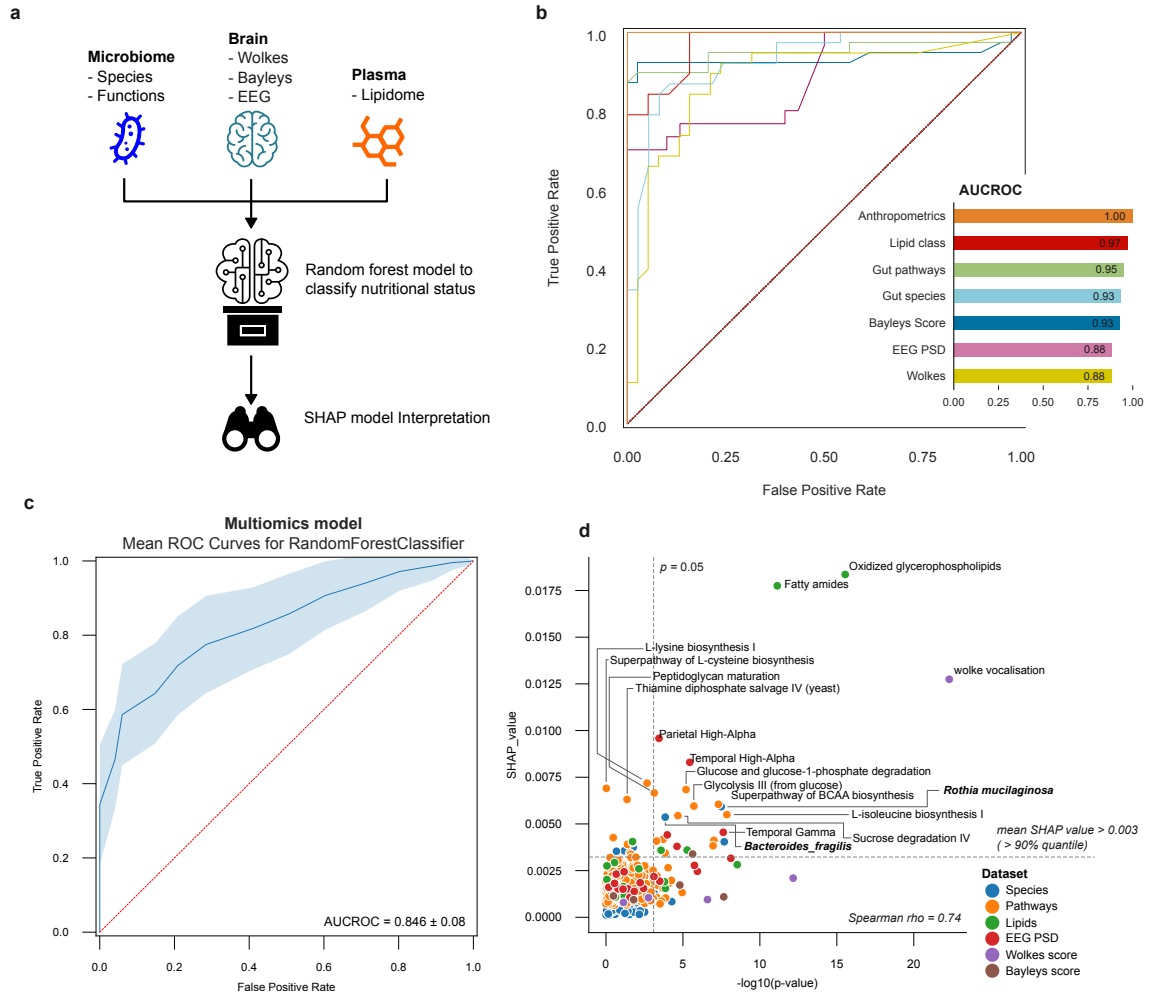 a
Microbiome
- Species
- Functions
Brain
- Wolkes
- Bayleys
- EEG
Plasma
- Lipidome
Random forest model to
classify nutritional status
SHAP model Interpretation
b
True Positive Rate
1.0
0.8
0.6
0.4
0.2
0.0
0.00
0.25
0.50
0.75
1.00
False Positive Rate
AUCROC
Anthropometrics
1.00
Lipid class
0.97
Gut pathways
0.95
Gut species
0.93
Bayleys Score
0.93
EEG PSD
0.88
Wolkes
0.88
0.00
0.25
0.50
0.75
1.00
c
Multiomics model
Mean ROC Curves for RandomForestClassifier
True Positive Rate
1.0
0.8
0.6
0.4
0.2
0.0
AUCROC = 0.846 ± 0.08
0.0
0.2
0.4
0.6
0.8
1.0
False Positive Rate
d
SHAP_value
0.0175
0.0150
0.0125
0.0100
0.0075
0.0050
0.0025
0.0000
p = 0.05
Oxidized glycerophospholipids
Fatty amides
L-lysine biosynthesis I
Superpathway of L-cysteine biosynthesis
Peptidoglycan maturation
Thiamine diphosphate salvage IV (yeast)
wolke vocalisation
Parietal High-Alpha
Temporal High-Alpha
Glucose and glucose-1-phosphate degradation
Glycolysis III (from glucose)
Superpathway of BCAA biosynthesis
Rothia mucilaginosa
L-isoleucine biosynthesis I
Temporal Gamma
Sucrose degradation IV
Bacteroides_fragilis
mean SHAP value > 0.003
( > 90% quantile)
Spearman rho = 0.74
Dataset
Species
Pathways
Lipids
EEG PSD
Wolkes score
Bayleys score
0
5
10
15
20
-log10(p-value)